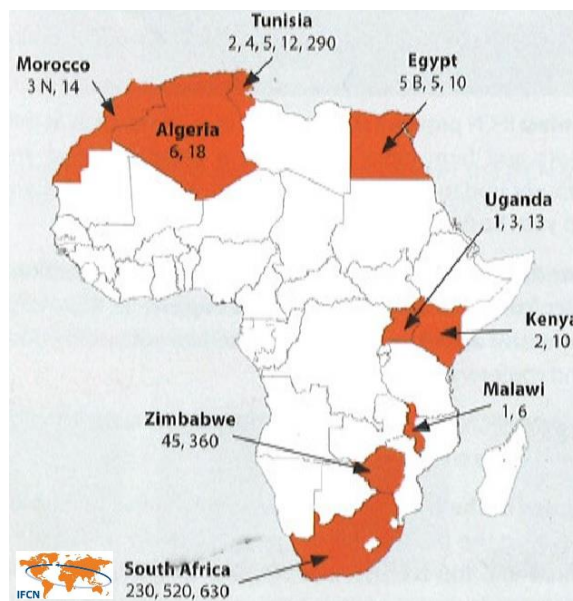 Tunisia
2, 4, 5, 12, 290
Morocco
3 N, 14
Egypt
5 B, 5, 10
Algeria
6, 18
Uganda
1, 3, 13
Kenya
2, 10
Malawi
1, 6
Zimbabwe
45, 360
South Africa
230, 520, 630
IFCN